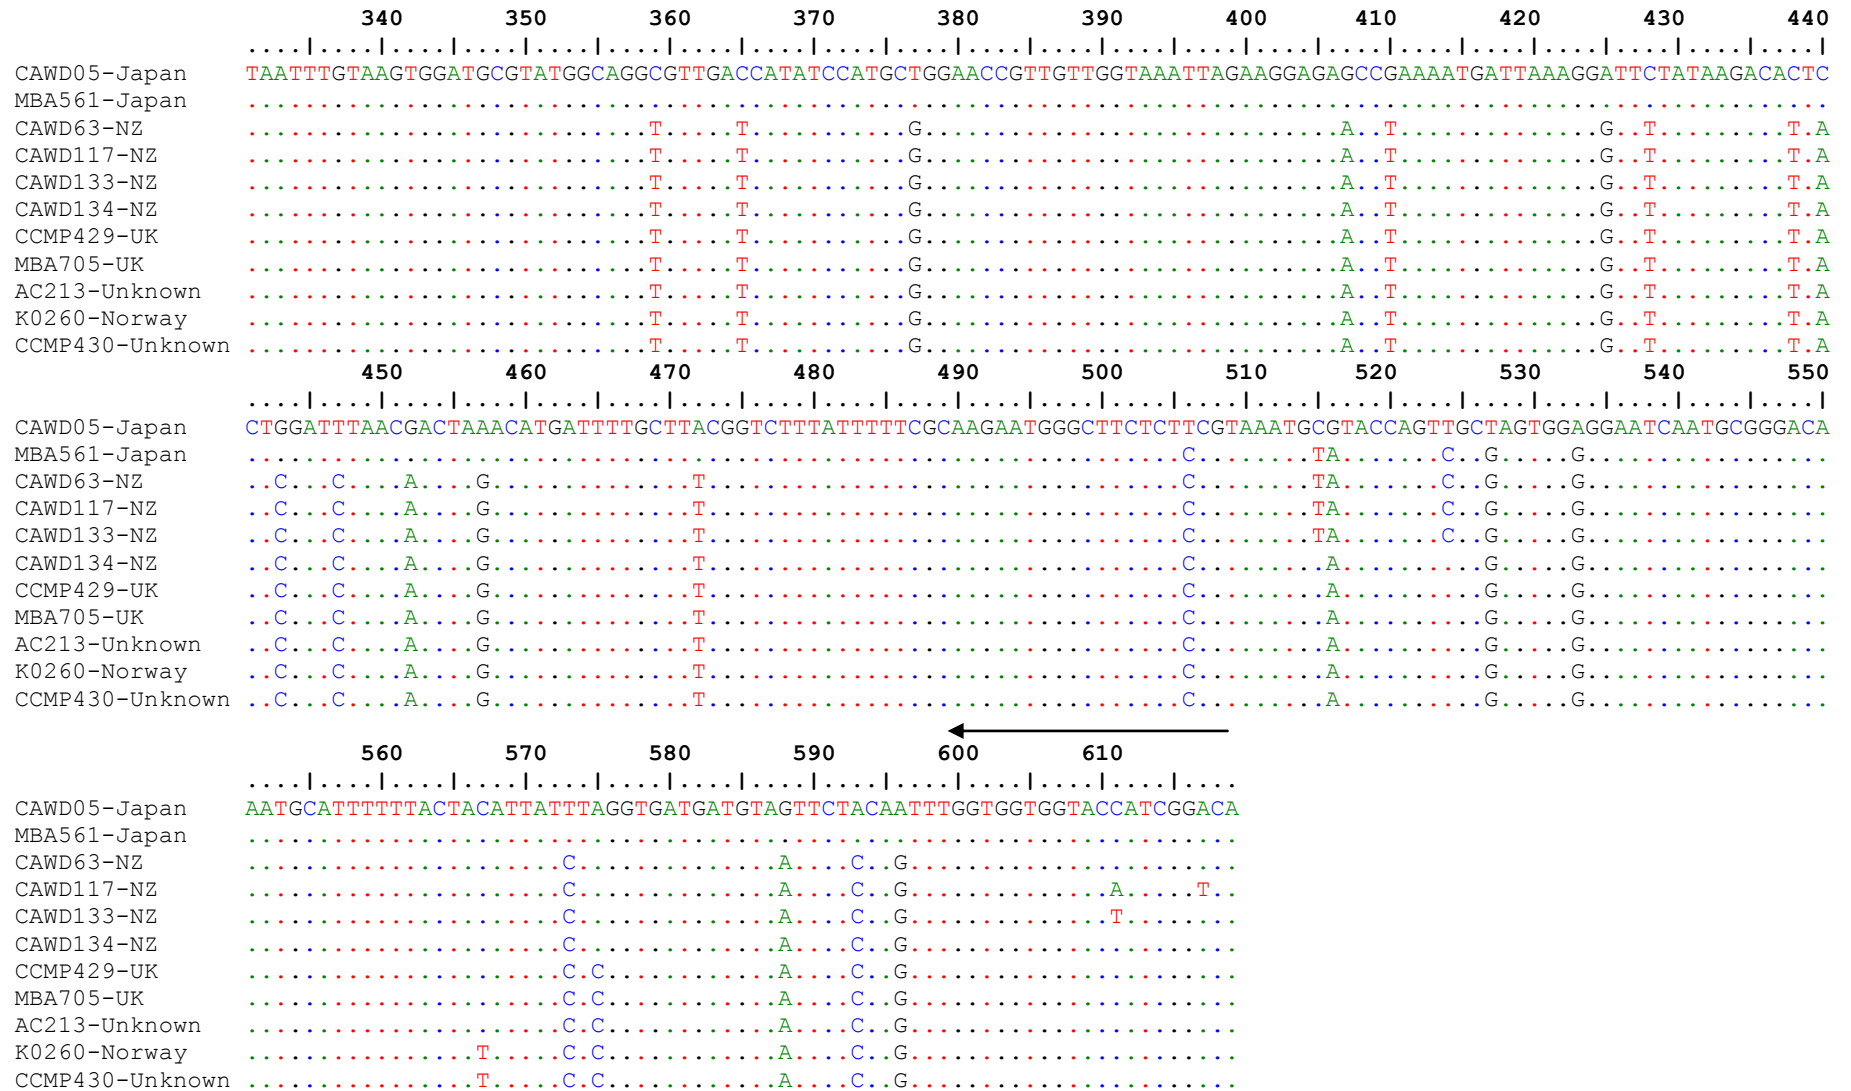 340 350 360 370 380 390 400 410 420 430 440
....|....|....|....|....|....|....|....|....|....|....|....|....|....|....|....|....|....|....|....|....|....|
CAWD05-Japan TAATTTGTAAGTGGATGCGTATGGCAGGCGTTGACCATATCCATGCTGGAACCGTTGTTGGTAAATTAGAAGGAGAGCCGAAAATGATTAAAGGATTCTATAAGACACTC
MBA561-Japan ..............................................................................................................
CAWD63-NZ ............................T.....T...........G.............................A..T..............G..T.........T.A
CAWD117-NZ ............................T.....T...........G.............................A..T..............G..T.........T.A
CAWD133-NZ ............................T.....T...........G.............................A..T..............G..T.........T.A
CAWD134-NZ ............................T.....T...........G.............................A..T..............G..T.........T.A
CCMP429-UK ............................T.....T...........G.............................A..T..............G..T.........T.A
MBA705-UK ............................T.....T...........G.............................A..T..............G..T.........T.A
AC213-Unknown ............................T.....T...........G.............................A..T..............G..T.........T.A
K0260-Norway ............................T.....T...........G.............................A..T..............G..T.........T.A
CCMP430-Unknown ............................T.....T...........G.............................A..T..............G..T.........T.A
450 460 470 480 490 500 510 520 530 540 550
....|....|....|....|....|....|....|....|....|....|....|....|....|....|....|....|....|....|....|....|....|....|
CAWD05-Japan CTGGATTTAACGACTAAACATGATTTTGCTTACGGTCTTTATTTTTCGCAAGAATGGGCTTCTCTTCGTAAATGCGTACCAGTTGCTAGTGGAGGAATCAATGCGGGACA
MBA561-Japan .................................................................C........TA.......C..G.....G.................
CAWD63-NZ ..C...C....A....G..............T.................................C........TA.......C..G.....G.................
CAWD117-NZ ..C...C....A....G..............T.................................C........TA.......C..G.....G.................
CAWD133-NZ ..C...C....A....G..............T.................................C........TA.......C..G.....G.................
CAWD134-NZ ..C...C....A....G..............T.................................C.........A..........G.....G.................
CCMP429-UK ..C...C....A....G..............T.................................C.........A..........G.....G.................
MBA705-UK ..C...C....A....G..............T.................................C.........A..........G.....G.................
AC213-Unknown ..C...C....A....G..............T.................................C.........A..........G.....G.................
K0260-Norway ..C...C....A....G..............T.................................C.........A..........G.....G.................
CCMP430-Unknown ..C...C....A....G..............T.................................C.........A..........G.....G.................
560 570 580 590 600 610
....|....|....|....|....|....|....|....|....|....|....|....|....|....
CAWD05-Japan AATGCATTTTTTACTACATTATTTAGGTGATGATGTAGTTCTACAATTTGGTGGTGGTACCATCGGACA
MBA561-Japan .....................................................................
CAWD63-NZ ......................C..............A....C..G.......................
CAWD117-NZ ......................C..............A....C..G..............A.....T..
CAWD133-NZ ......................C..............A....C..G..............T........
CAWD134-NZ ......................C..............A....C..G.......................
CCMP429-UK ......................C.C............A....C..G.......................
MBA705-UK ......................C.C............A....C..G.......................
AC213-Unknown ......................C.C............A....C..G.......................
K0260-Norway ................T.....C.C............A....C..G.......................
CCMP430-Unknown ................T.....C.C............A....C..G.......................